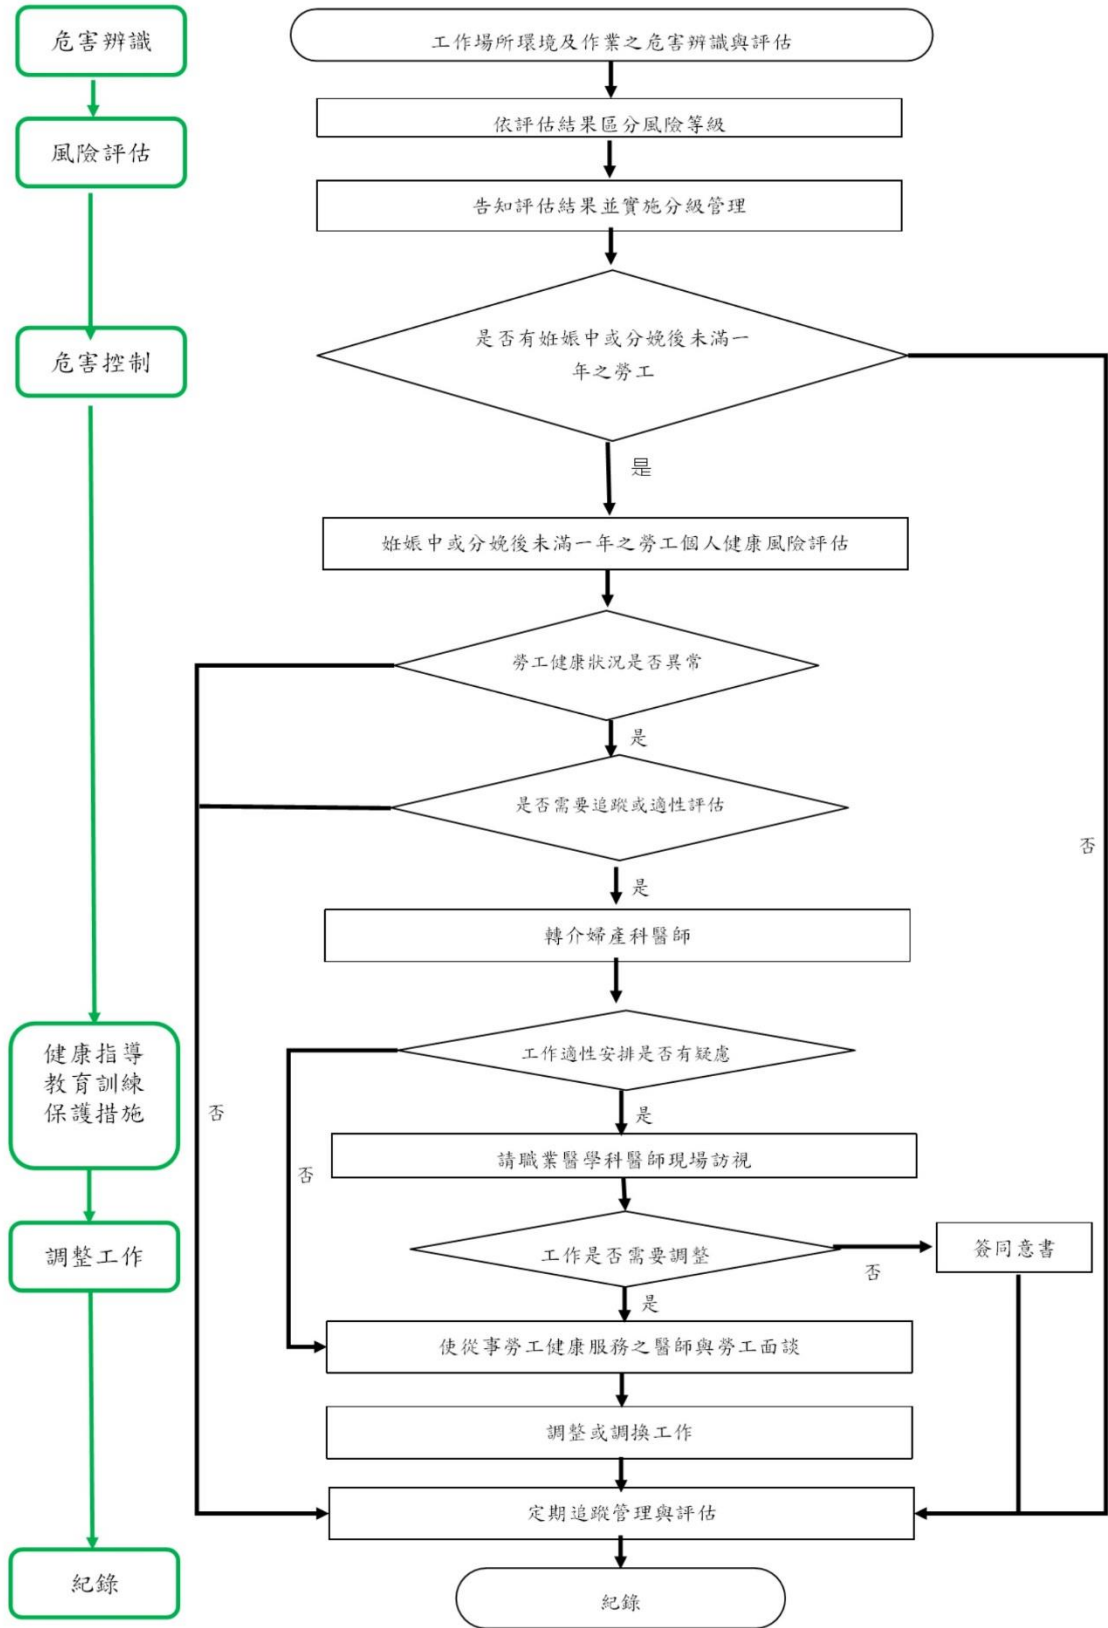 危害辨識
工作場所環境及作業之危害辨識與評估
依評估結果區分風險等級
風險評估
告知評估結果並實施分級管理
是否有妊娠中或分娩後未滿一
年之勞工
危害控制
是
妊娠中或分娩後未滿一年之勞工個人健康風險評估
勞工健康狀況是否異常
是
是否需要追蹤或適性評估
否
是
轉介婦產科醫師
健康指導
教育訓練
保護措施
工作適性安排是否有疑慮
否
是
請職業醫學科醫師現場訪視
否
調整工作
工作是否需要調整
簽同意書
否
是
使從事勞工健康服務之醫師與勞工面談
調整或調換工作
定期追蹤管理與評估
紀錄
紀錄